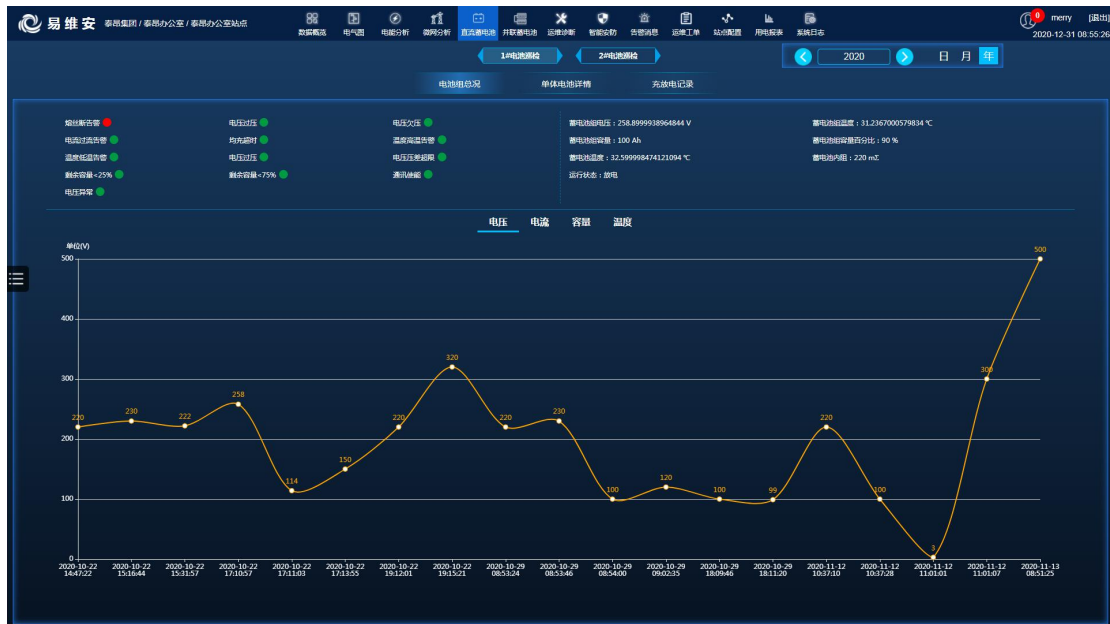 易维安 泰昂集团 / 泰昂办公室 / 泰昂办公室站点
数据概览 电气图 电能分析 微网分析 直流蓄电池 并联蓄电池 运维诊断 智能安防 告警消息 运维工单 站点配置 用电报表 系统日志
0 merry [退出]
2020-12-31 08:55:26
1#电池巡检 2#电池巡检
2020 日 月 年
电池组总况 单体电池详情 充放电记录
熔丝断告警 电压过压 电压欠压
电流过流告警 均充超时 温度高温告警
温度低温告警 电压过压 电压压差超限
剩余容量<25% 剩余容量<75% 通讯使能
电压异常
蓄电池组电压：258.8999938964844 V 蓄电池组温度：31.2367000579834 ℃
蓄电池组容量：100 Ah 蓄电池组容量百分比：90 %
蓄电池温度：32.599998474121094 ℃ 蓄电池内阻：220 mΣ
运行状态：放电
电压 电流 容量 温度
单位(V)
500
400
300
200
100
0
220 230 222 258 114 150 220 320 220 230 100 120 100 99 220 100 3 300 500
2020-10-22 2020-10-22 2020-10-22 2020-10-22 2020-10-22 2020-10-22 2020-10-22 2020-10-22 2020-10-29 2020-10-29 2020-10-29 2020-10-29 2020-10-29 2020-10-29 2020-11-12 2020-11-12 2020-11-12 2020-11-12 2020-11-13
14:47:22 15:16:44 15:31:57 17:10:57 17:11:03 17:13:55 19:12:01 19:15:21 08:53:24 08:53:46 08:54:00 09:02:35 18:09:46 18:11:20 10:37:10 10:37:28 11:01:01 11:01:07 08:51:25